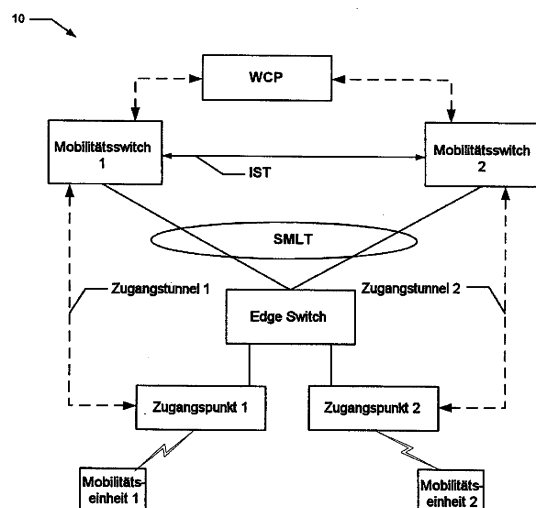 10
WCP
Mobilitätsswitch
1
Mobilitätsswitch
2
IST
SMLT
Zugangstunnel 1
Zugangstunnel 2
Edge Switch
Zugangspunkt 1
Zugangspunkt 2
Mobilitäts-
einheit 1
Mobilitäts-
einheit 2